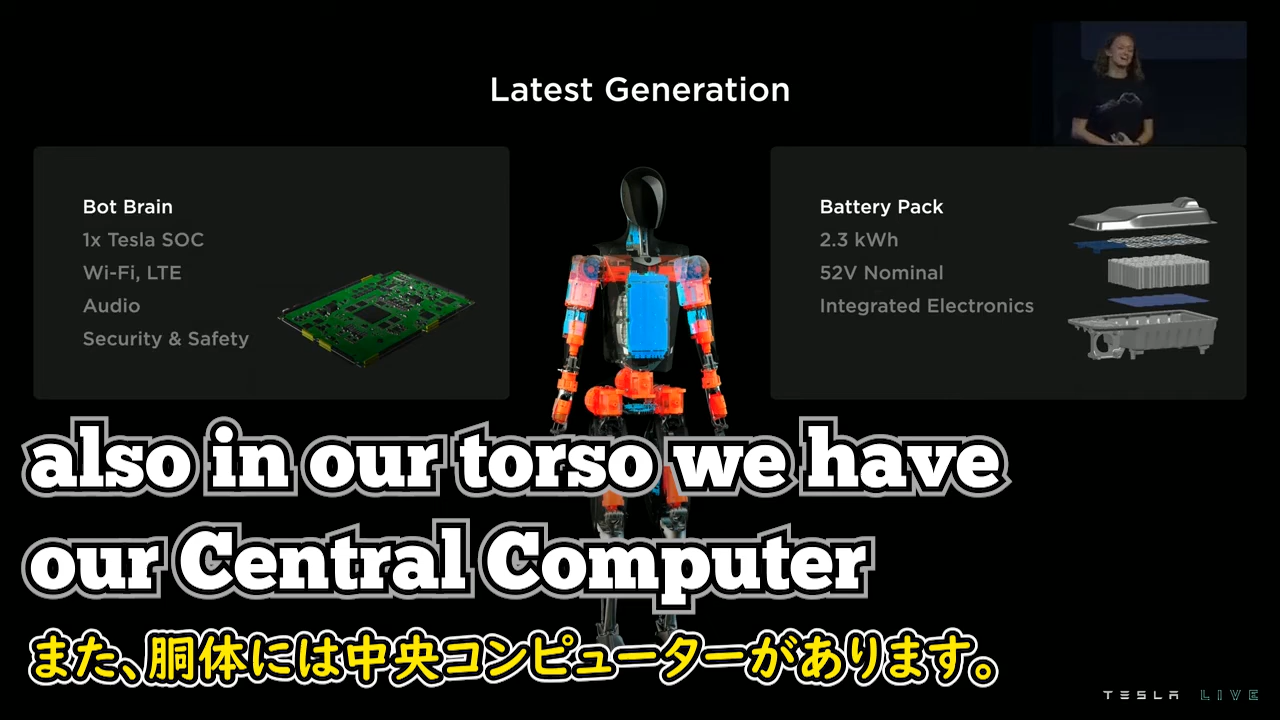 Latest Generation
Bot Brain
1x Tesla SOC
Wi-Fi, LTE
Audio
Security & Safety
Battery Pack
2.3 kWh
52V Nominal
Integrated Electronics
also in our torso we have
our Central Computer
また、胴体には中央コンピューターがあります。
TESLA LIVE